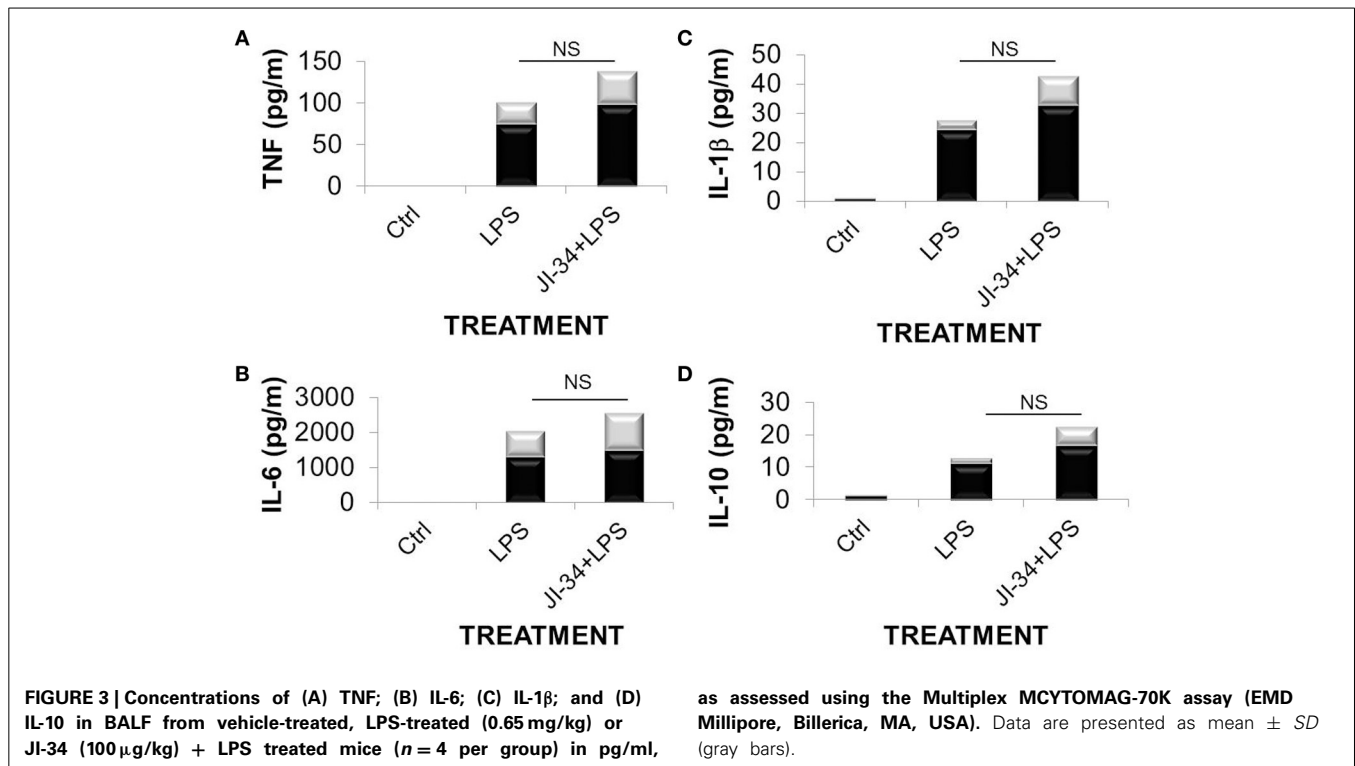 A
NS
150
100
50
0
TNF (pg/m)
Ctrl
LPS
JI-34+LPS
TREATMENT
C
NS
50
40
30
20
10
0
IL-1β (pg/m)
Ctrl
LPS
JI-34+LPS
TREATMENT
B
NS
3000
2000
1000
0
IL-6 (pg/m)
Ctrl
LPS
JI-34+LPS
TREATMENT
D
NS
30
20
10
0
IL-10 (pg/m)
Ctrl
LPS
JI-34+LPS
TREATMENT
FIGURE 3 | Concentrations of (A) TNF; (B) IL-6; (C) IL-1β; and (D)
IL-10 in BALF from vehicle-treated, LPS-treated (0.65 mg/kg) or
JI-34 (100 μg/kg) + LPS treated mice (n = 4 per group) in pg/ml,
as assessed using the Multiplex MCYTOMAG-70K assay (EMD
Millipore, Billerica, MA, USA). Data are presented as mean ± SD
(gray bars).